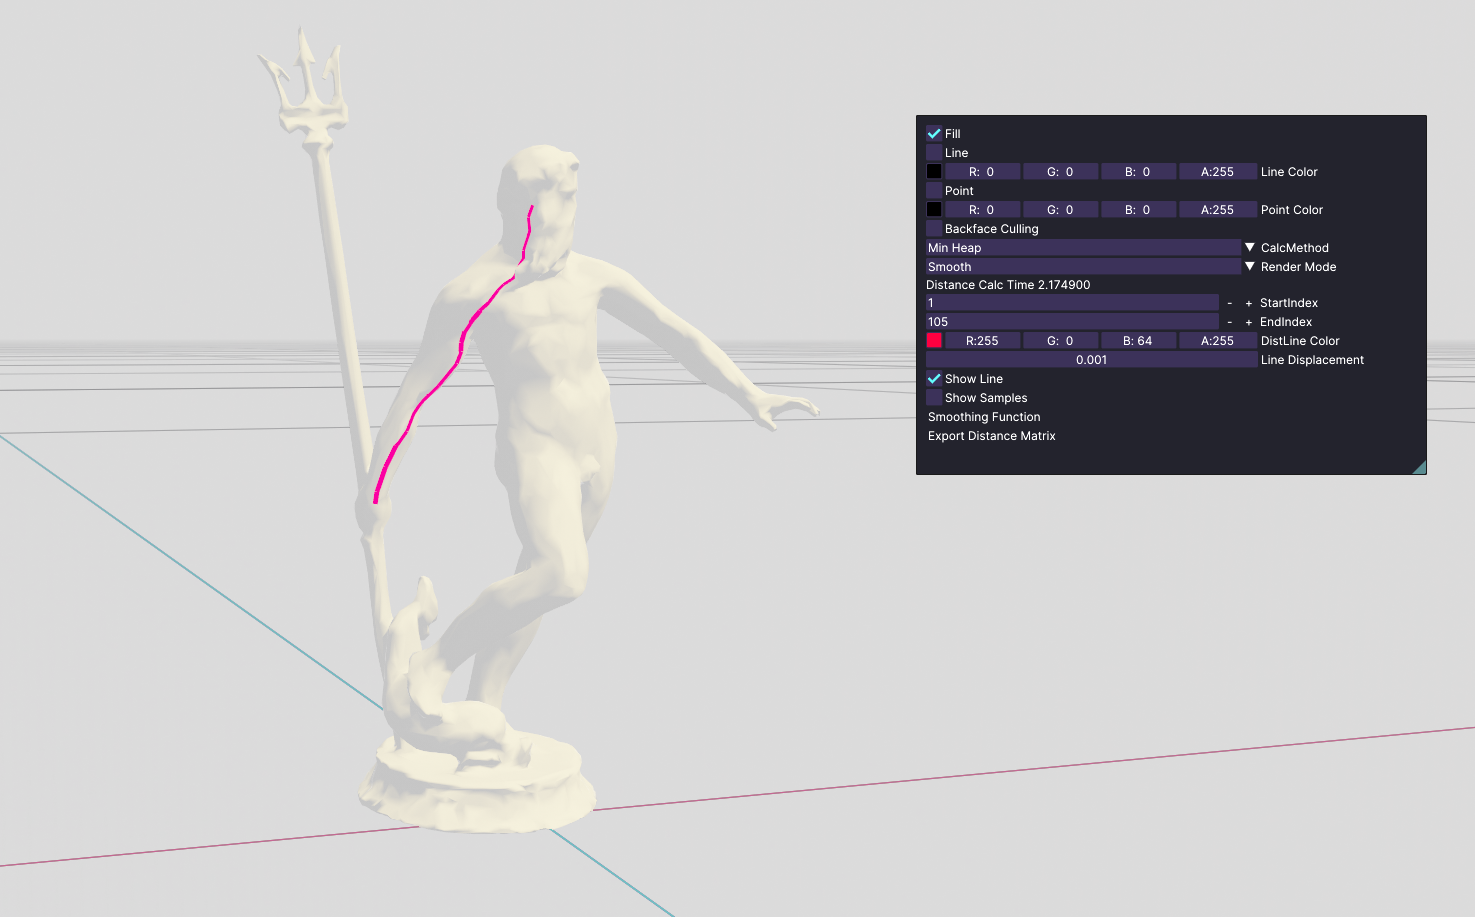 Fill
Line
R: 0 G: 0 B: 0 A:255 Line Color
Point
R: 0 G: 0 B: 0 A:255 Point Color
Backface Culling
Min Heap CalcMethod
Smooth Render Mode
Distance Calc Time 2.174900
1 - + StartIndex
105 - + EndIndex
R:255 G: 0 B: 64 A:255 DistLine Color
0.001 Line Displacement
Show Line
Show Samples
Smoothing Function
Export Distance Matrix